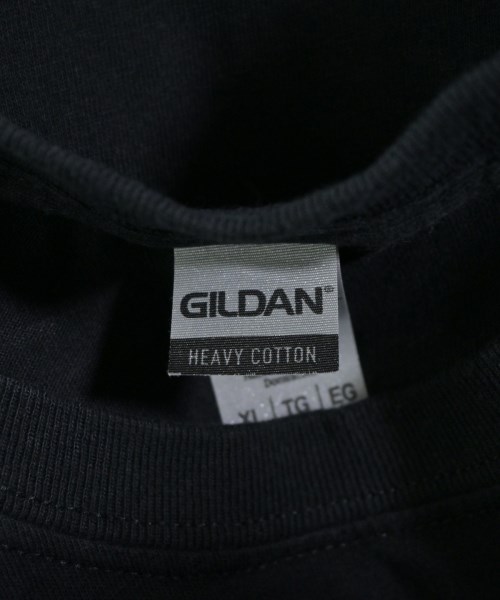 GILDAN®
HEAVY COTTON
XL | TG | EG